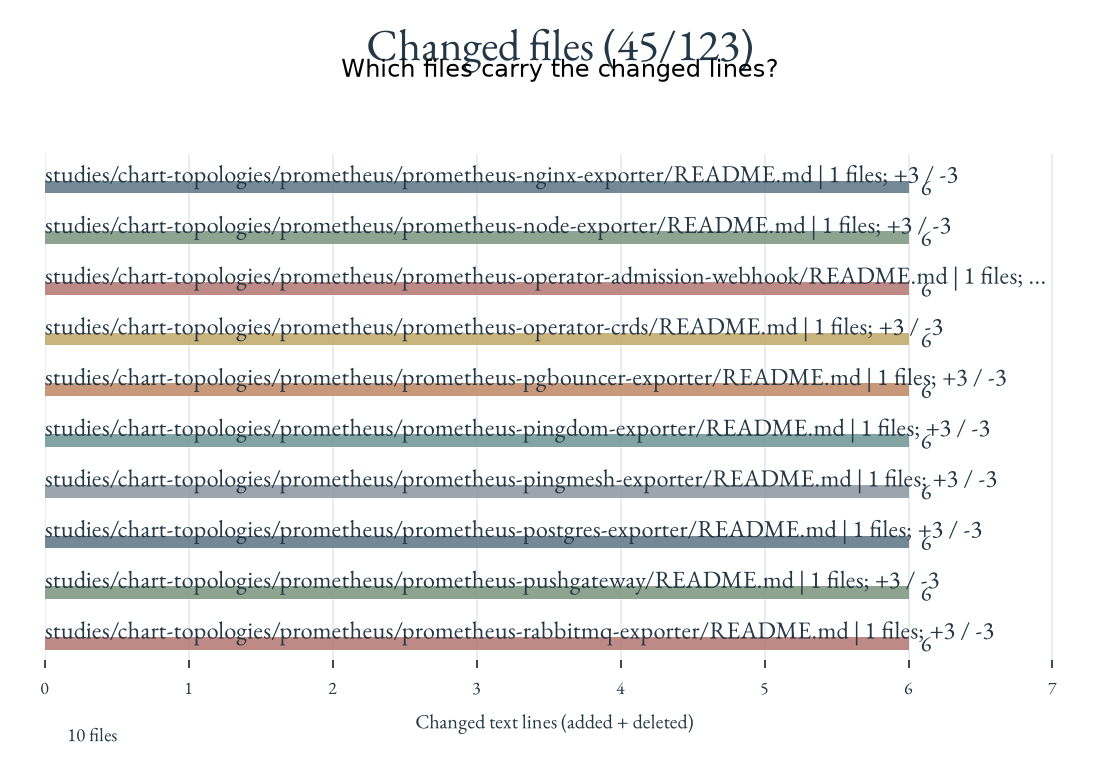 Changed files (45/123)
Which files carry the changed lines?
studies/chart-topologies/prometheus/prometheus-nginx-exporter/README.md | 1 files; +3 / -3
6
studies/chart-topologies/prometheus/prometheus-node-exporter/README.md | 1 files; +3 / -3
6
studies/chart-topologies/prometheus/prometheus-operator-admission-webhook/README.md | 1 files; ...
6
studies/chart-topologies/prometheus/prometheus-operator-crds/README.md | 1 files; +3 / -3
6
studies/chart-topologies/prometheus/prometheus-pgbouncer-exporter/README.md | 1 files; +3 / -3
6
studies/chart-topologies/prometheus/prometheus-pingdom-exporter/README.md | 1 files; +3 / -3
6
studies/chart-topologies/prometheus/prometheus-pingmesh-exporter/README.md | 1 files; +3 / -3
6
studies/chart-topologies/prometheus/prometheus-postgres-exporter/README.md | 1 files; +3 / -3
6
studies/chart-topologies/prometheus/prometheus-pushgateway/README.md | 1 files; +3 / -3
6
studies/chart-topologies/prometheus/prometheus-rabbitmq-exporter/README.md | 1 files; +3 / -3
6
0 1 2 3 4 5 6 7
Changed text lines (added + deleted)
10 files